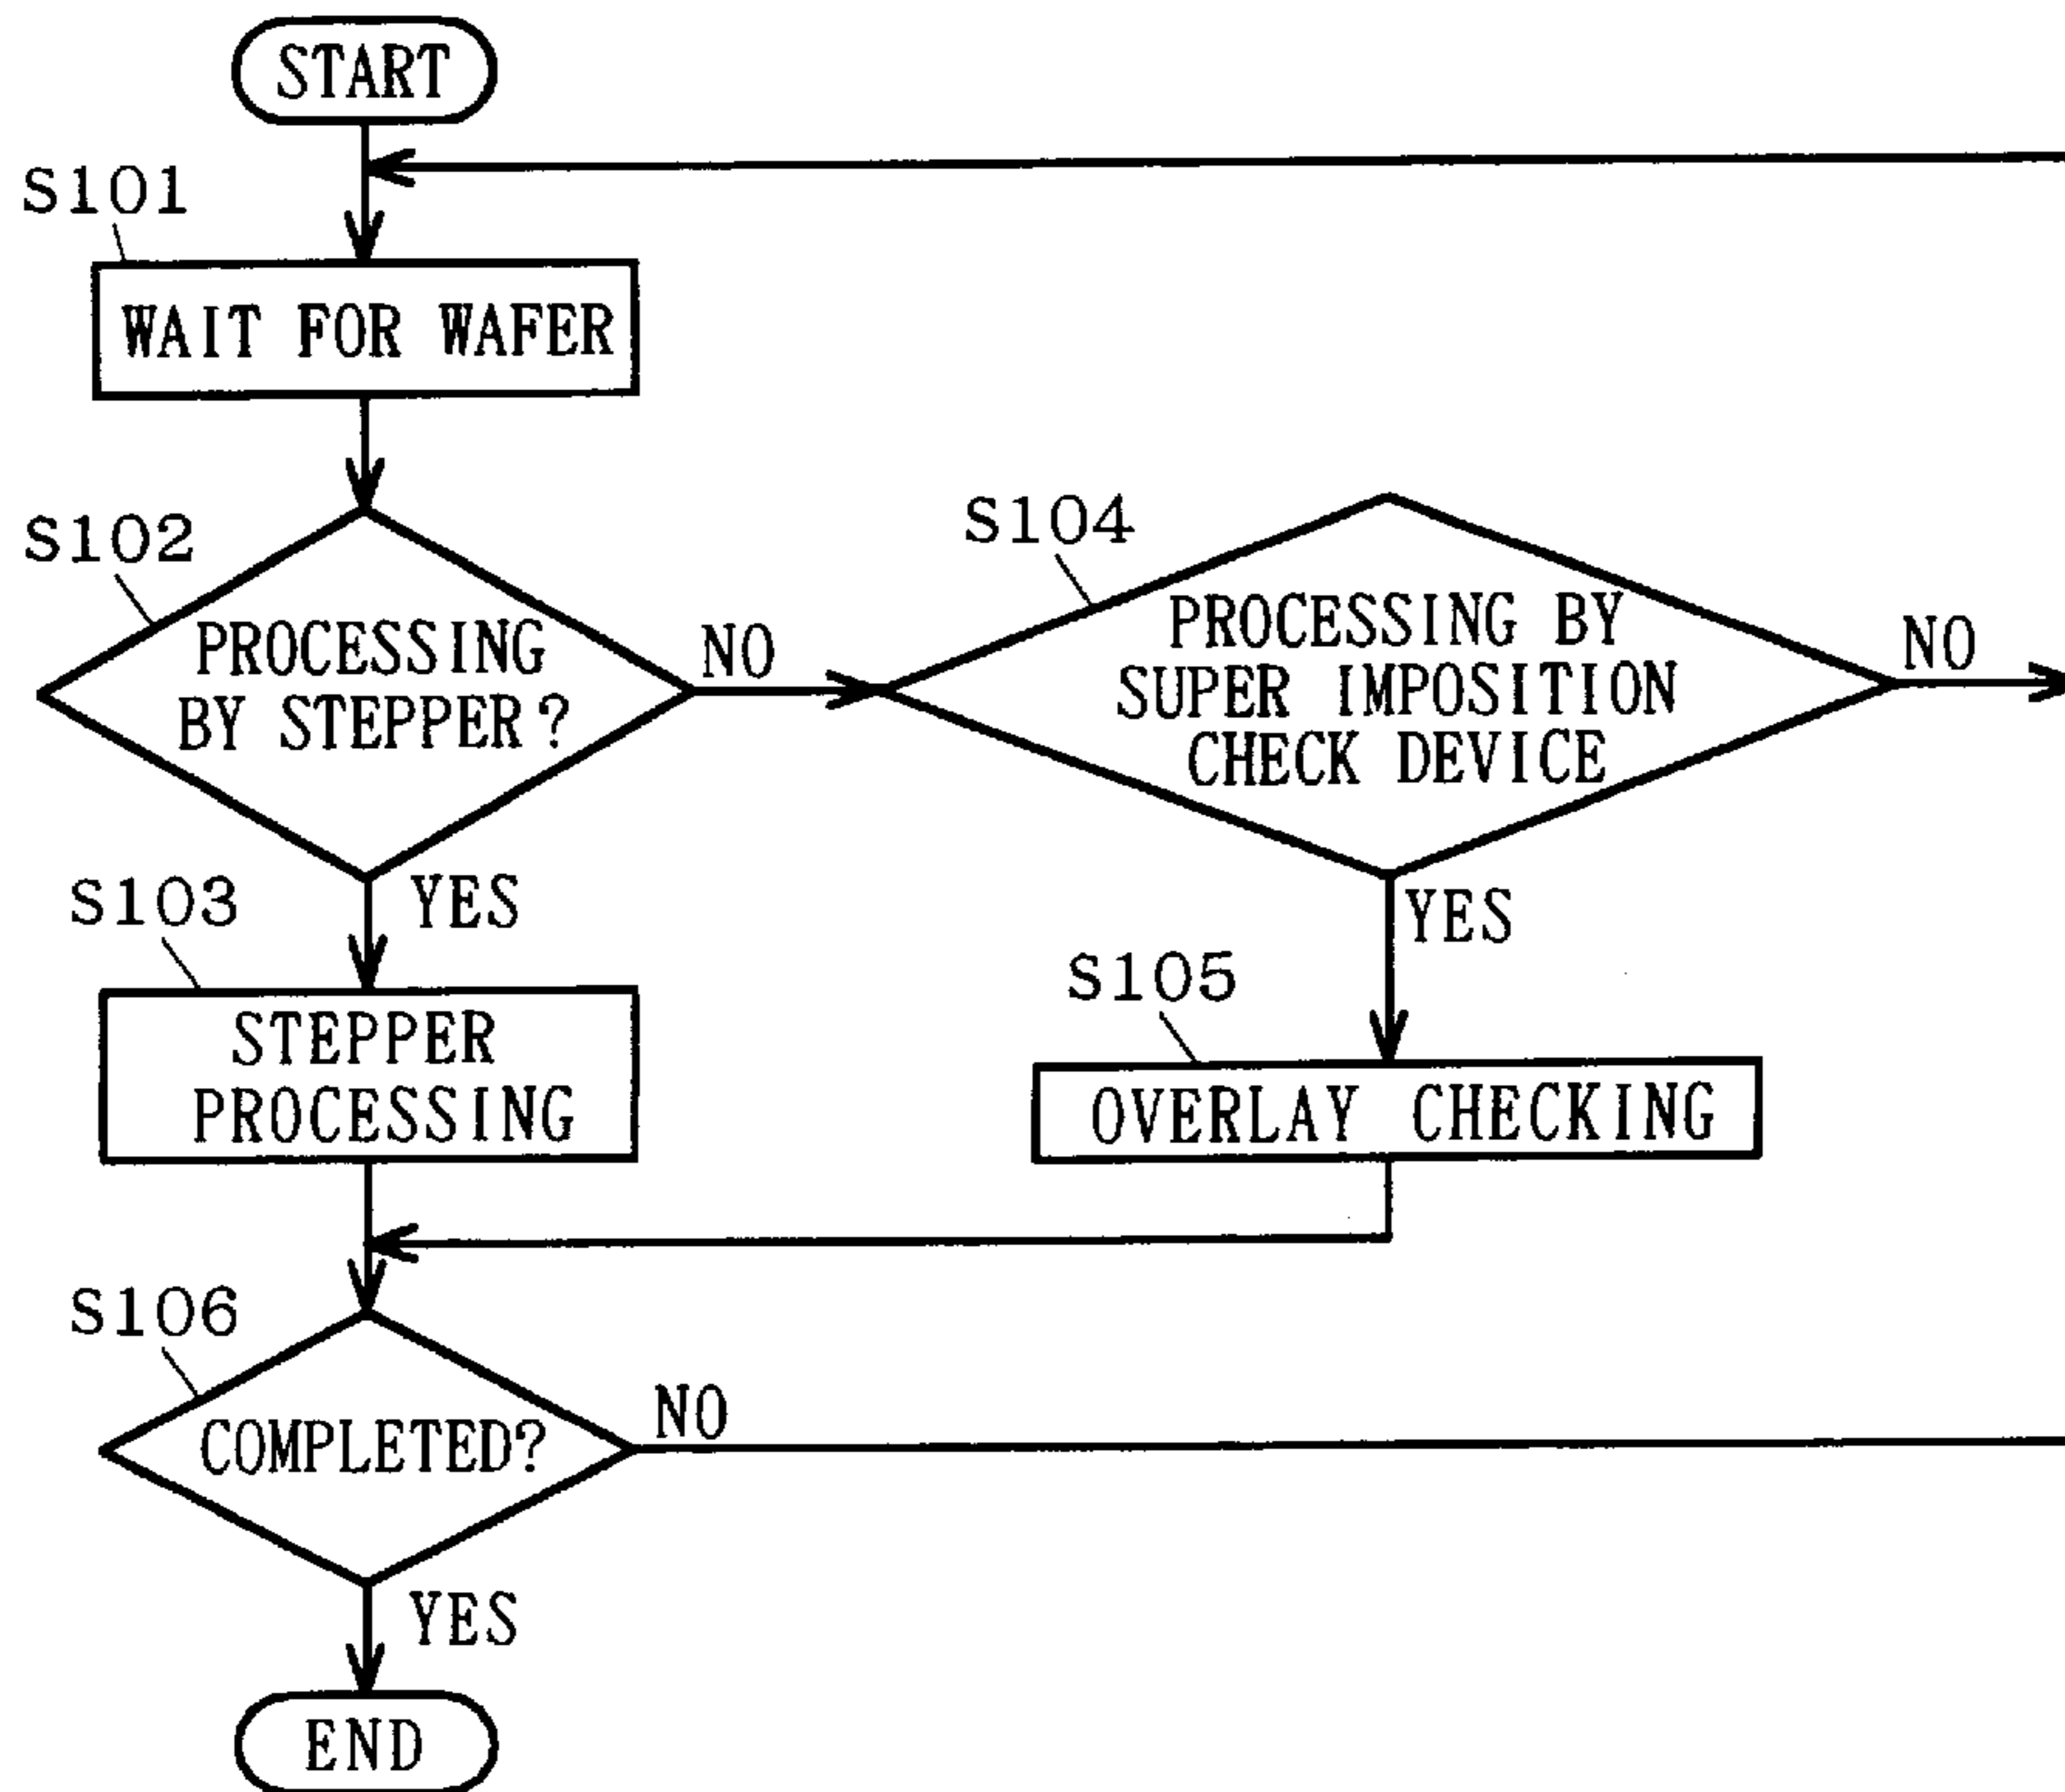 START
S101
WAIT FOR WAFER
S102
PROCESSING
BY STEPPER?
NO
S104
PROCESSING BY
SUPER IMPOSITION
CHECK DEVICE
NO
YES
S103
STEPPER
PROCESSING
YES
S105
OVERLAY CHECKING
S106
COMPLETED?
NO
YES
END